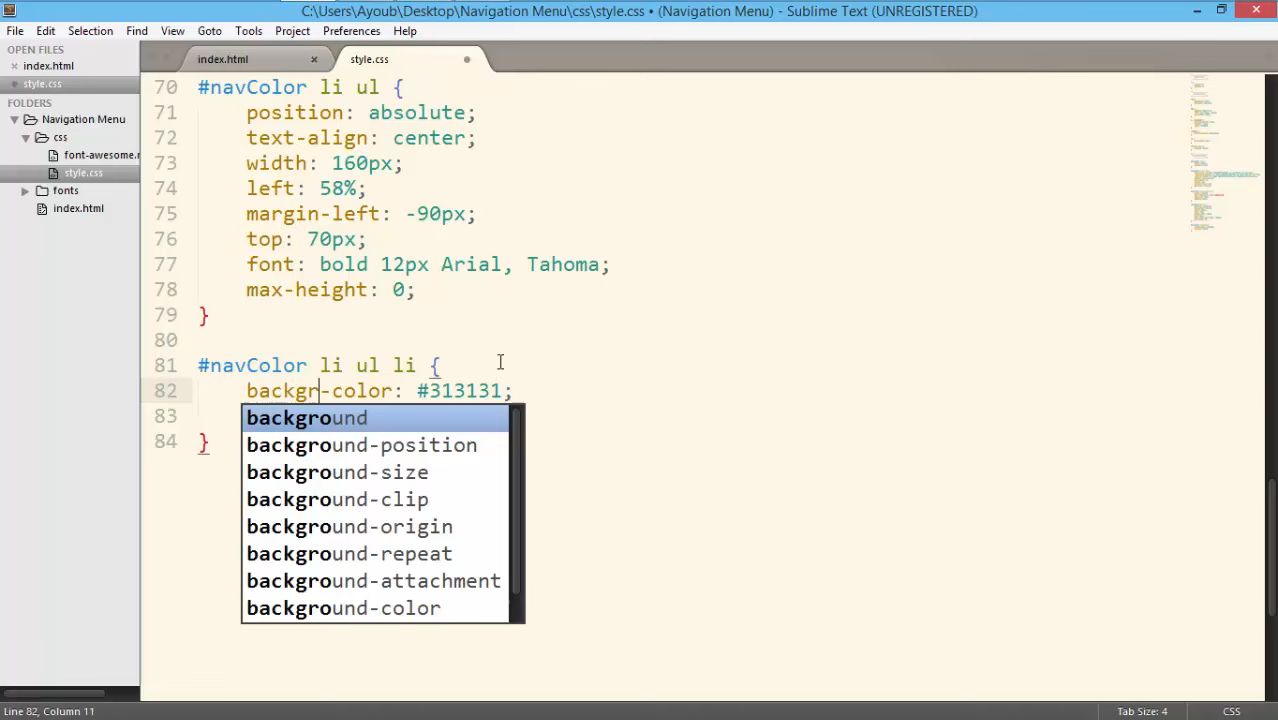 C:\Users\Ayoub\Desktop\Navigation Menu\css\style.css • (Navigation Menu) - Sublime Text (UNREGISTERED)
File Edit Selection Find View Goto Tools Project Preferences Help
OPEN FILES
index.html
style.css
FOLDERS
Navigation Menu
css
font-awesome.
style.css
fonts
index.html
index.html
style.css
70 #navColor li ul {
71 position: absolute;
72 text-align: center;
73 width: 160px;
74 left: 58%;
75 margin-left: -90px;
76 top: 70px;
77 font: bold 12px Arial, Tahoma;
78 max-height: 0;
79 }
80
81 #navColor li ul li {
82 backgr-color: #313131;
83
84 }
background
background-position
background-size
background-clip
background-origin
background-repeat
background-attachment
background-color
Line 82, Column 11
Tab Size: 4
CSS